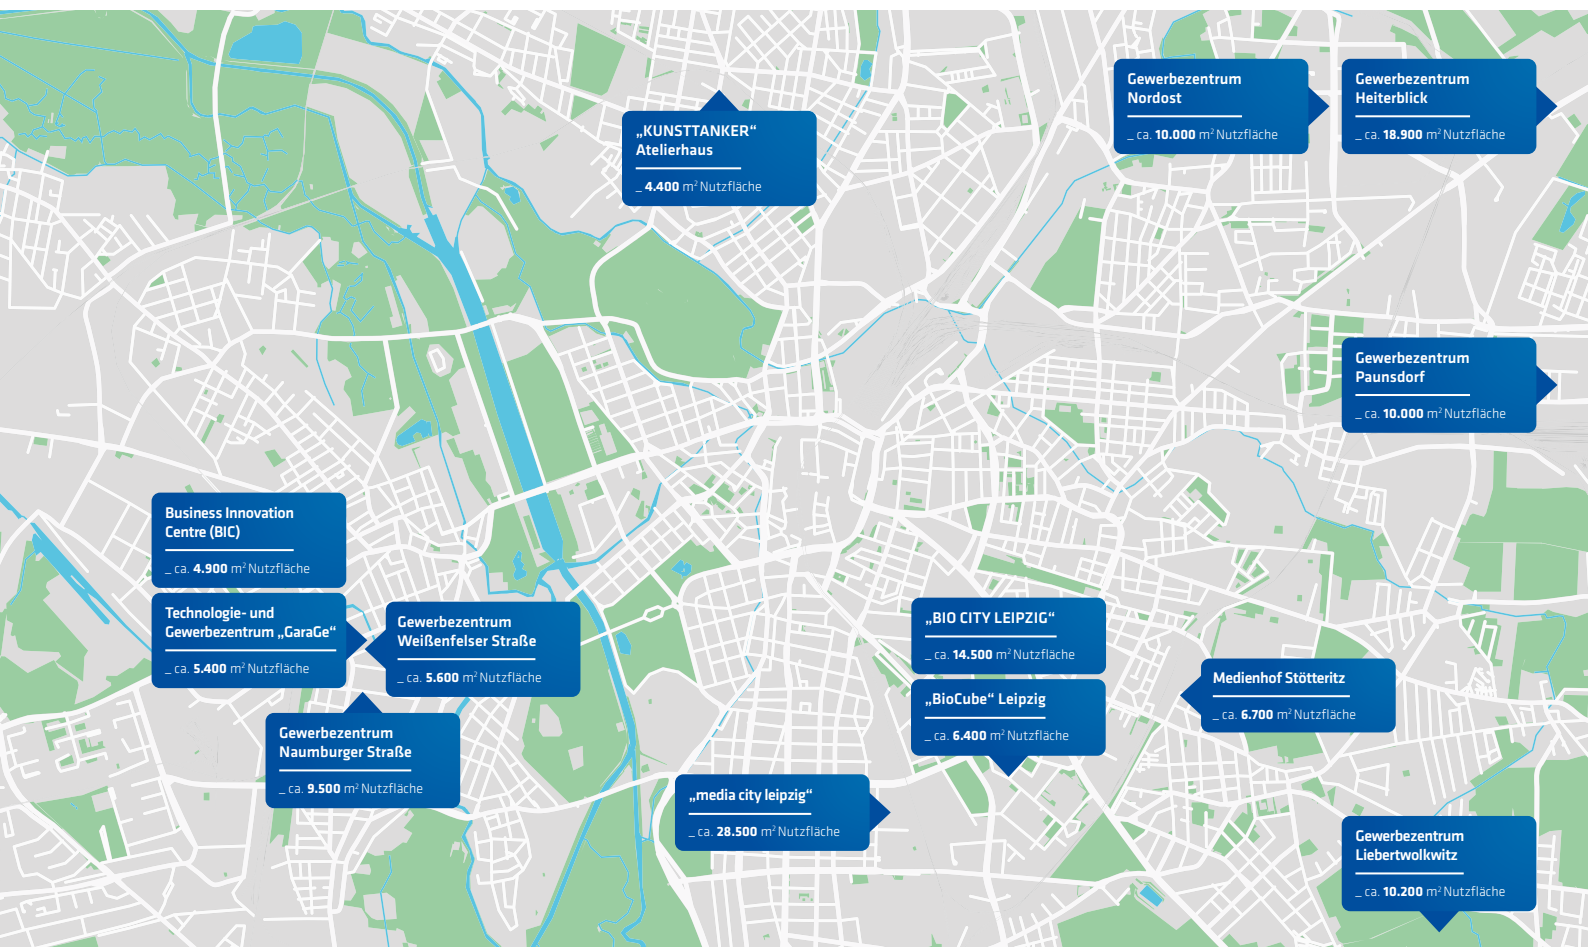 „KUNSTTANKER“
Atelierhaus
_ 4.400 m² Nutzfläche
Gewerbezentrum
Nordost
_ ca. 10.000 m² Nutzfläche
Gewerbezentrum
Heiterblick
_ ca. 18.900 m² Nutzfläche
Gewerbezentrum
Paunsdorf
_ ca. 10.000 m² Nutzfläche
Business Innovation
Centre (BIC)
_ ca. 4.900 m² Nutzfläche
Technologie- und
Gewerbezentrum „GaraGe“
_ ca. 5.400 m² Nutzfläche
Gewerbezentrum
Weißenfelser Straße
_ ca. 5.600 m² Nutzfläche
Gewerbezentrum
Naumburger Straße
_ ca. 9.500 m² Nutzfläche
„BIO CITY LEIPZIG“
_ ca. 14.500 m² Nutzfläche
„BioCube“ Leipzig
_ ca. 6.400 m² Nutzfläche
Medienhof Stötteritz
_ ca. 6.700 m² Nutzfläche
„media city leipzig“
_ ca. 28.500 m² Nutzfläche
Gewerbezentrum
Liebertwolkwitz
_ ca. 10.200 m² Nutzfläche